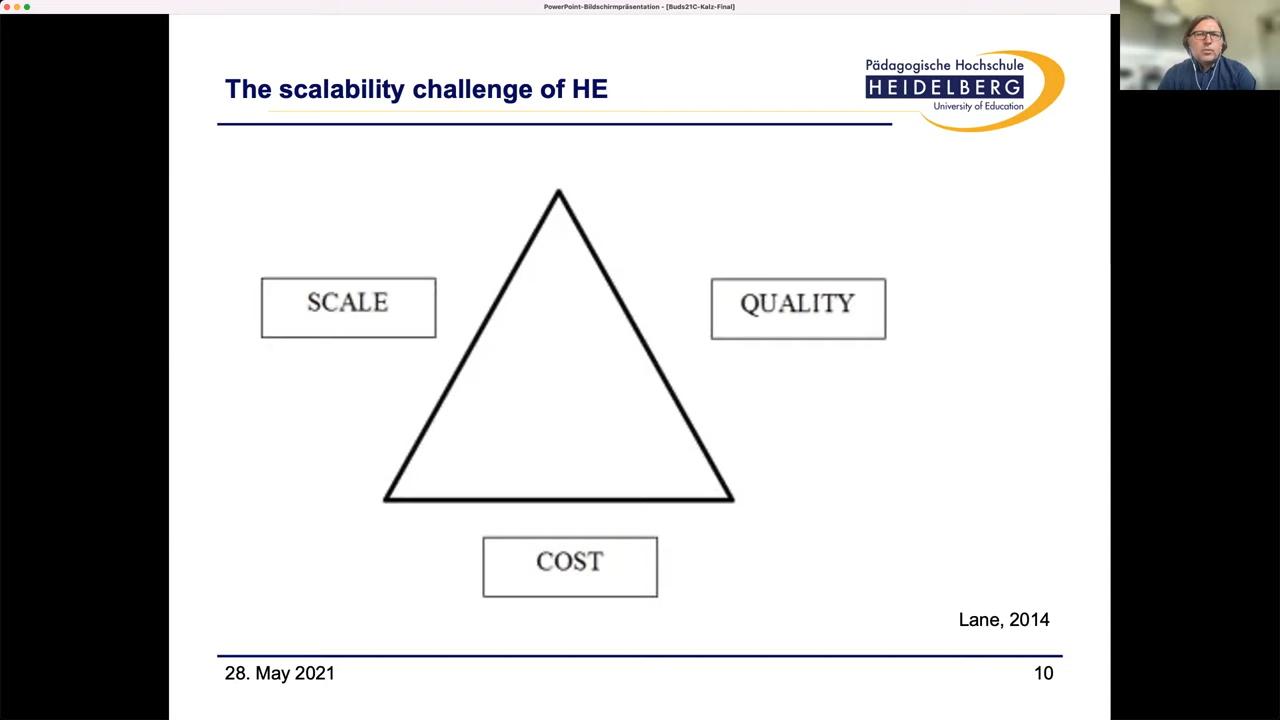 PowerPoint-Bildschirmpräsentation - [Buds21C-Kalz-Final]
The scalability challenge of HE
Pädagogische Hochschule
HEIDELBERG
University of Education
SCALE
QUALITY
COST
Lane, 2014
28. May 2021
10